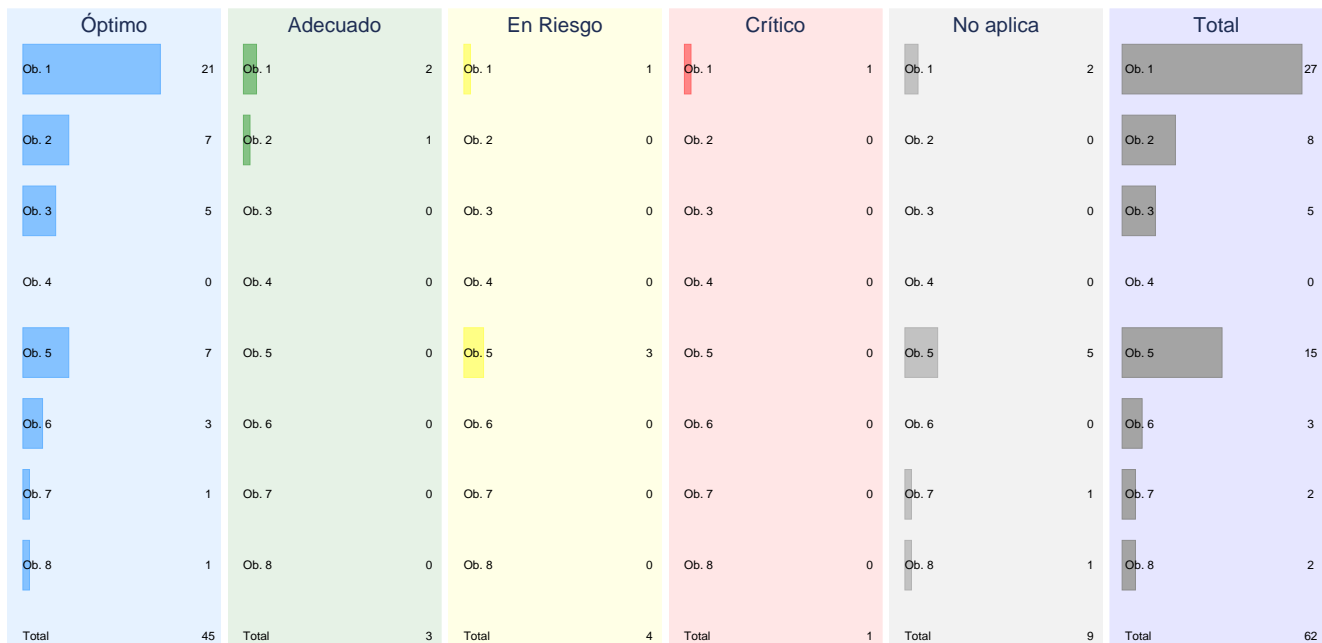 Óptimo Adecuado En Riesgo Crítico No aplica Total
Ob. 1 21 Ob. 1 2 Ob. 1 1 Ob. 1 1 Ob. 1 2 Ob. 1 27
Ob. 2 7 Ob. 2 1 Ob. 2 0 Ob. 2 0 Ob. 2 0 Ob. 2 8
Ob. 3 5 Ob. 3 0 Ob. 3 0 Ob. 3 0 Ob. 3 0 Ob. 3 5
Ob. 4 0 Ob. 4 0 Ob. 4 0 Ob. 4 0 Ob. 4 0 Ob. 4 0
Ob. 5 7 Ob. 5 0 Ob. 5 3 Ob. 5 0 Ob. 5 5 Ob. 5 15
Ob. 6 3 Ob. 6 0 Ob. 6 0 Ob. 6 0 Ob. 6 0 Ob. 6 3
Ob. 7 1 Ob. 7 0 Ob. 7 0 Ob. 7 0 Ob. 7 1 Ob. 7 2
Ob. 8 1 Ob. 8 0 Ob. 8 0 Ob. 8 0 Ob. 8 1 Ob. 8 2
Total 45 Total 3 Total 4 Total 1 Total 9 Total 62